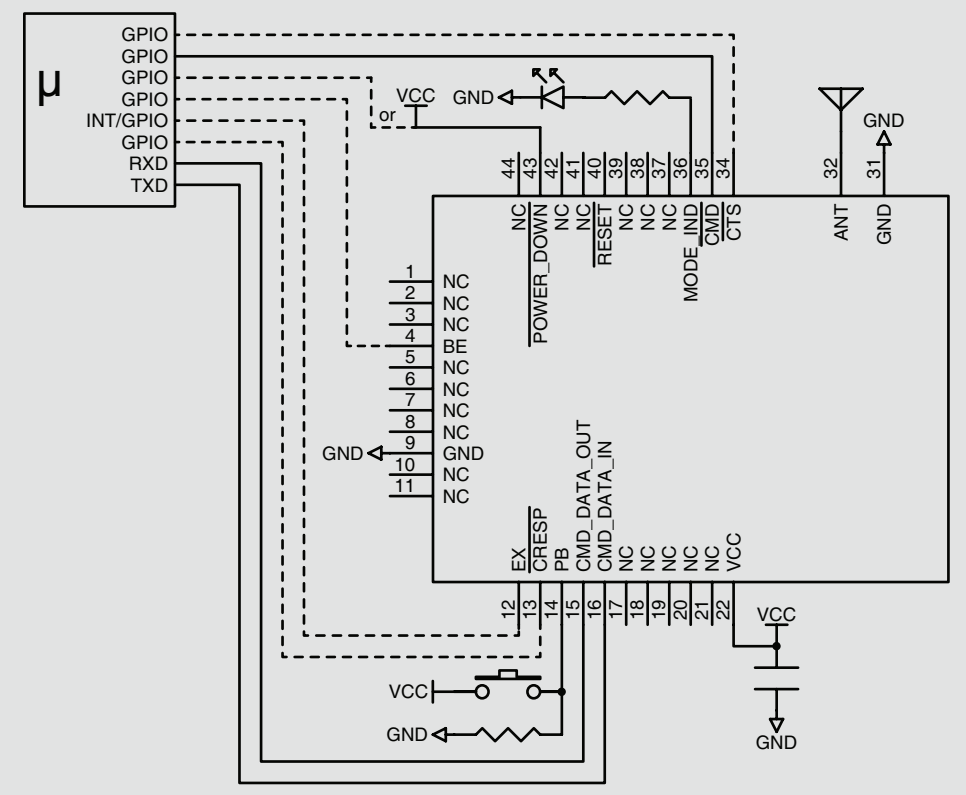 µ
GPIO
GPIO
GPIO
GPIO
INT/GPIO
GPIO
RXD
TXD
or
VCC
GND
GND
44
43
42
41
40
39
38
37
36
35
34
32
31
NC
POWER_DOWN
NC
NC
RESET
NC
NC
NC
MODE_IND
CMD
CTS
ANT
GND
1 NC
2 NC
3 NC
4 BE
5 NC
6 NC
7 NC
8 NC
GND 9 GND
10 NC
11 NC
EX
CRESP
PB
CMD_DATA_OUT
CMD_DATA_IN
NC
NC
NC
NC
NC
VCC
12
13
14
15
16
17
18
19
20
21
22
VCC
VCC
GND
GND